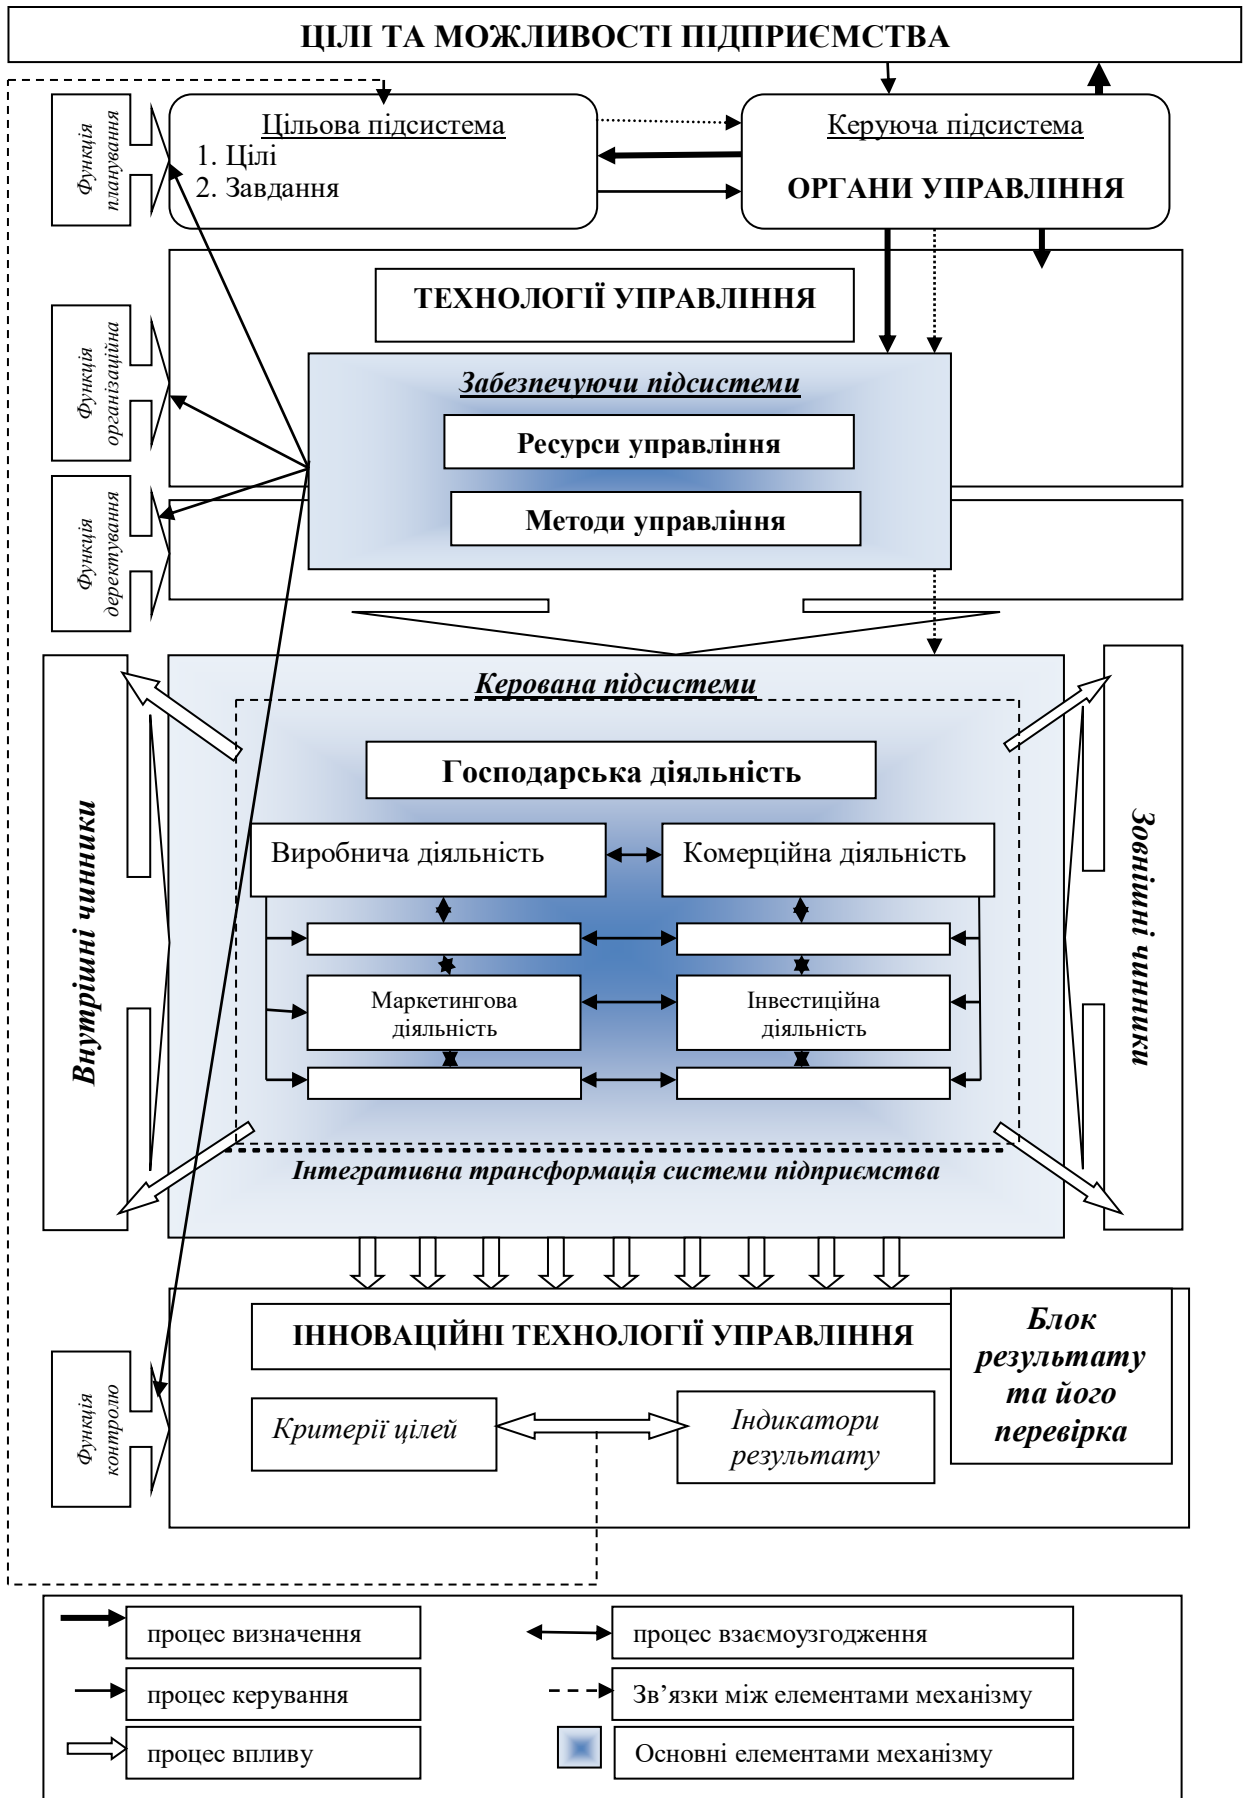 ЦІЛІ ТА МОЖЛИВОСТІ ПІДПРИЄМСТВА
Функція
планування
Цільова підсистема
1. Цілі
2. Завдання
Керуюча підсистема
ОРГАНИ УПРАВЛІННЯ
ТЕХНОЛОГІЇ УПРАВЛІННЯ
Функція
організаційна
Забезпечуючи підсистеми
Ресурси управління
Методи управління
Функція
деректування
Керована підсистеми
Господарська діяльність
Виробнича діяльність
Комерційна діяльність
Маркетингова
діяльність
Інвестиційна
діяльність
Внутрішні чинники
Зовнішні чинники
Інтегративна трансформація системи підприємства
ІННОВАЦІЙНІ ТЕХНОЛОГІЇ УПРАВЛІННЯ
Блок
результату
та його
перевірка
Функція
контролю
Критерії цілей
Індикатори
результату
процес визначення
процес взаємоузгодження
процес керування
Зв’язки між елементами механізму
процес впливу
Основні елементами механізму